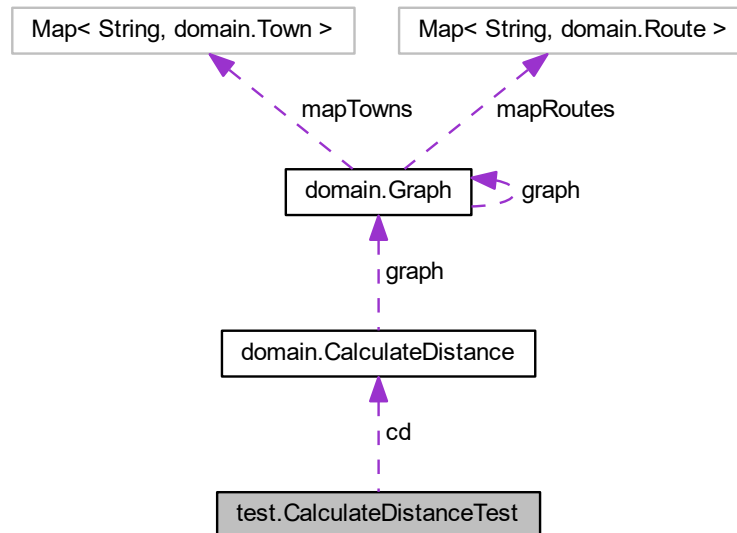 Map< String, domain.Town >
Map< String, domain.Route >
mapTowns
mapRoutes
domain.Graph
graph
graph
domain.CalculateDistance
cd
test.CalculateDistanceTest